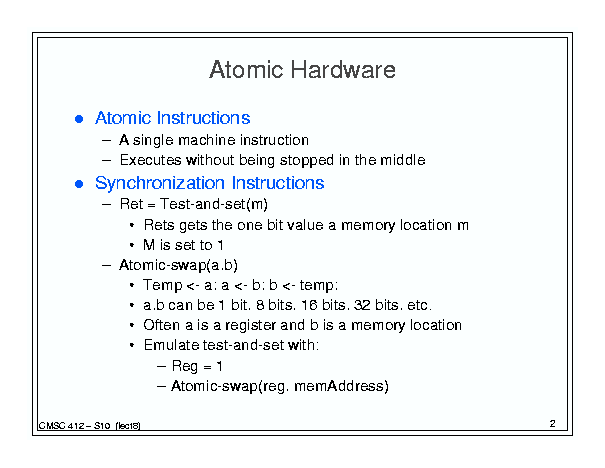 Atomic Hardware
● Atomic Instructions
– A single machine instruction
– Executes without being stopped in the middle
● Synchronization Instructions
– Ret = Test-and-set(m)
• Rets gets the one bit value a memory location m
• M is set to 1
– Atomic-swap(a.b)
• Temp <- a: a <- b: b <- temp:
• a.b can be 1 bit. 8 bits. 16 bits. 32 bits. etc.
• Often a is a register and b is a memory location
• Emulate test-and-set with:
– Reg = 1
– Atomic-swap(reg. memAddress)
CMSC 412 – S10 (lect8)
2